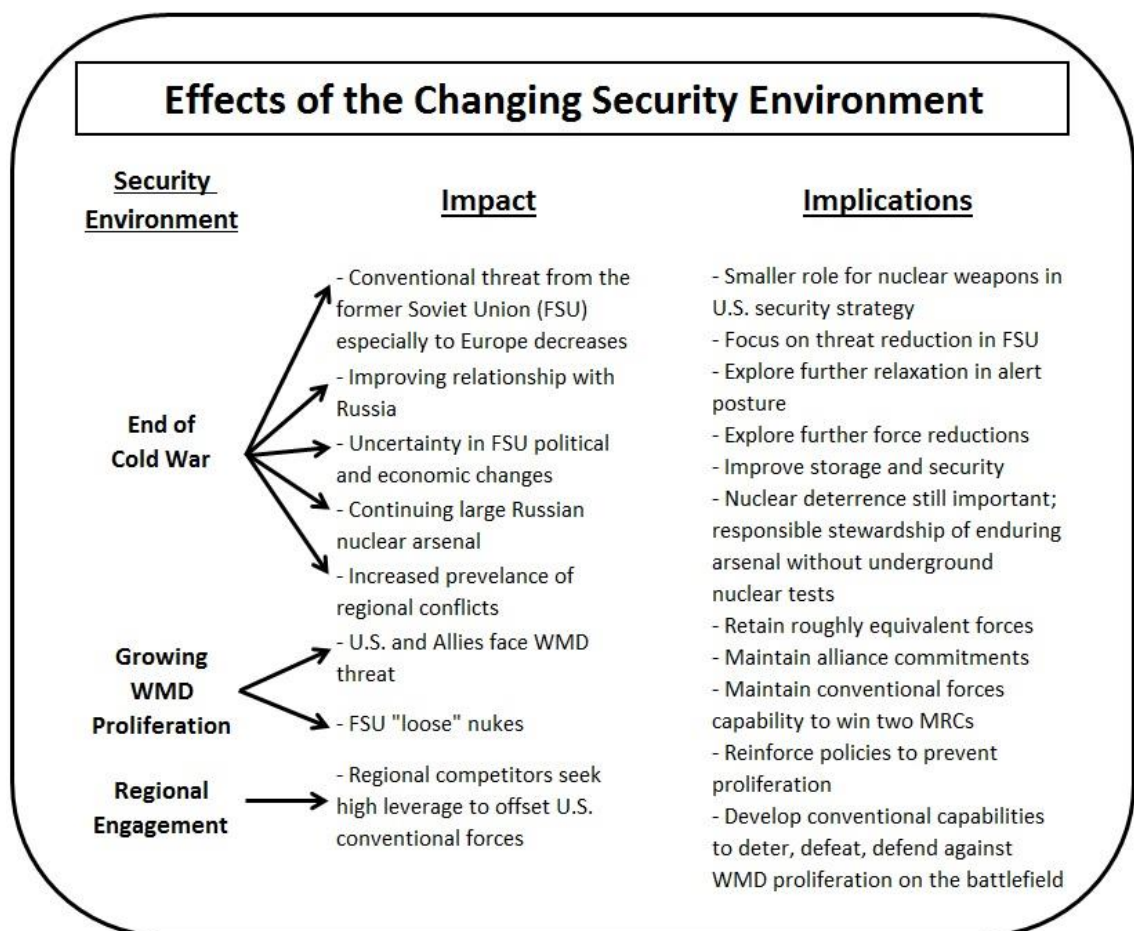 Effects of the Changing Security Environment
Security
Environment
Impact
Implications
End of
Cold War
- Conventional threat from the
former Soviet Union (FSU)
especially to Europe decreases
- Improving relationship with
Russia
- Uncertainty in FSU political
and economic changes
- Continuing large Russian
nuclear arsenal
- Increased prevelance of
regional conflicts
Growing
WMD
Proliferation
- U.S. and Allies face WMD
threat
- FSU "loose" nukes
Regional
Engagement
- Regional competitors seek
high leverage to offset U.S.
conventional forces
- Smaller role for nuclear weapons in
U.S. security strategy
- Focus on threat reduction in FSU
- Explore further relaxation in alert
posture
- Explore further force reductions
- Improve storage and security
- Nuclear deterrence still important;
responsible stewardship of enduring
arsenal without underground
nuclear tests
- Retain roughly equivalent forces
- Maintain alliance commitments
- Maintain conventional forces
capability to win two MRCs
- Reinforce policies to prevent
proliferation
- Develop conventional capabilities
to deter, defeat, defend against
WMD proliferation on the battlefield